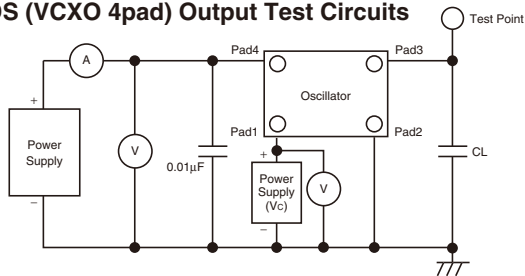 OS (VCXO 4pad) Output Test Circuits
Test Point
A
Pad4
Pad3
Oscillator
+
Power
Supply
−
V
0.01µF
Pad1
Pad2
+
Power
Supply
(Vc)
−
V
CL